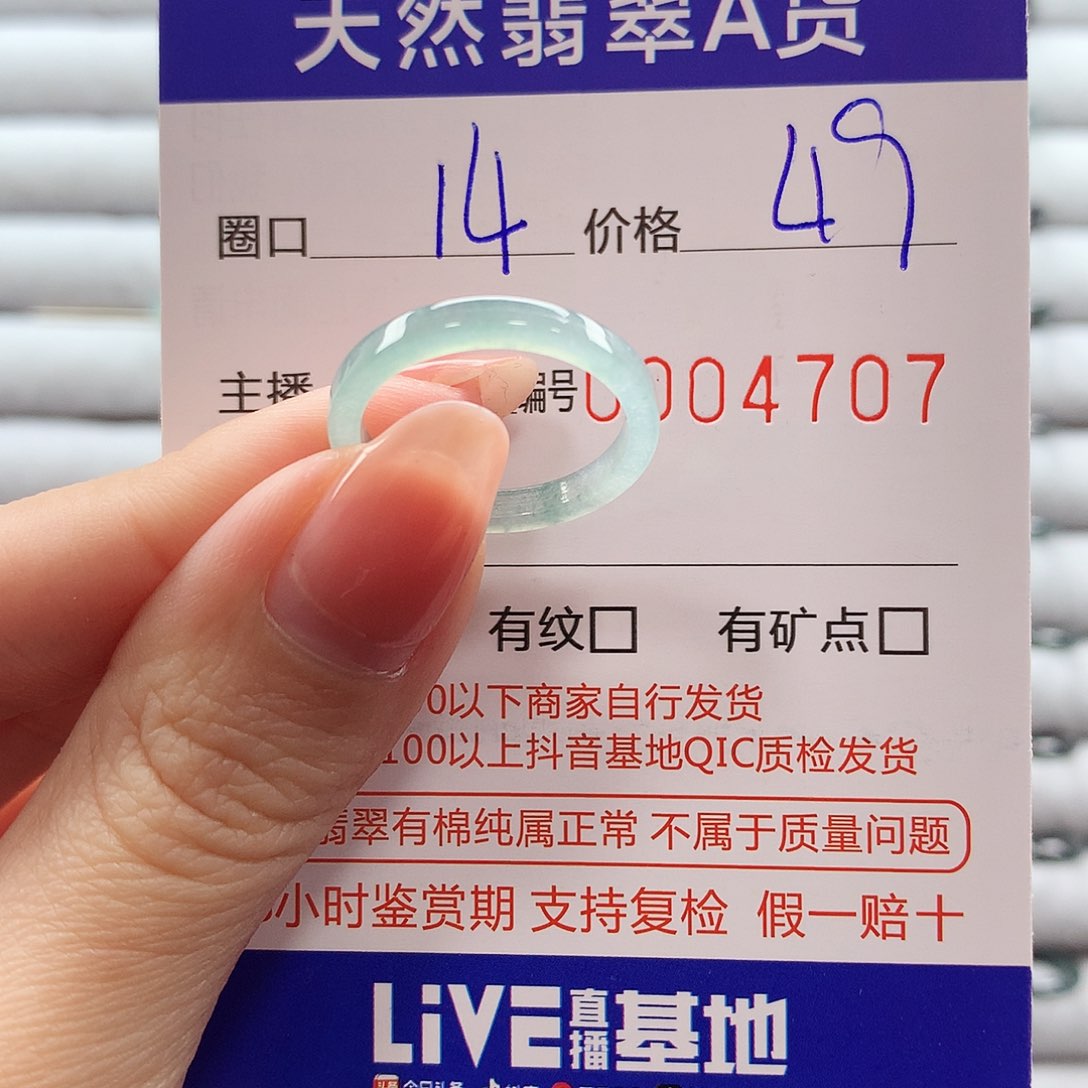 天然翡翠A货
圈口 14 价格 49
主播 编号 0004707
有纹□ 有矿点□
0以下商家自行发货
100以上抖音基地QIC质检发货
翡翠有棉纯属正常 不属于质量问题
小时鉴赏期 支持复检 假一赔十
LiVE直播基地